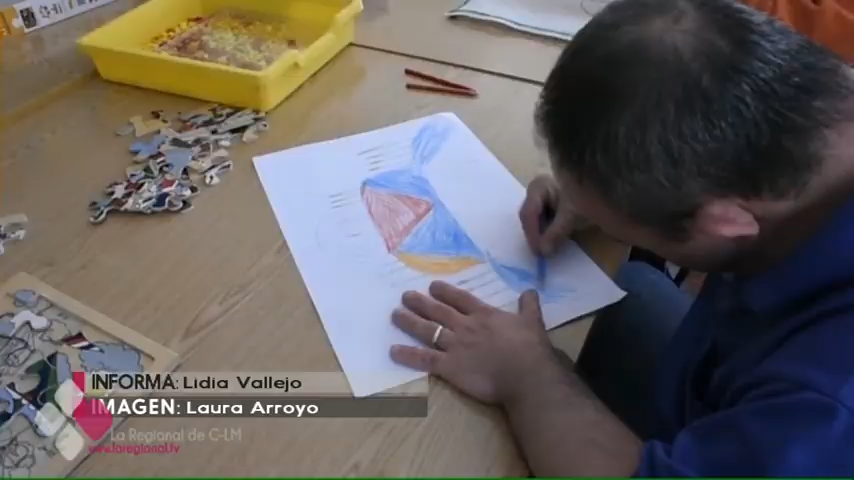 INFORMA: Lidia Vallejo
IMAGEN: Laura Arroyo
La Regional de C-LM
www.laregional.tv